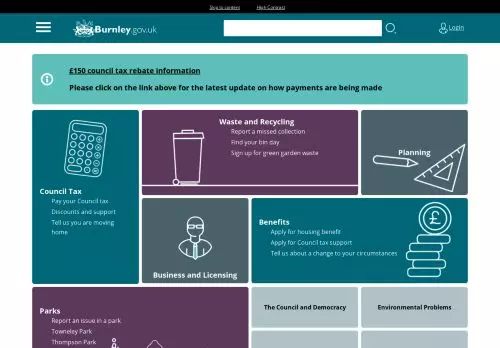 Skip to content
High Contrast
Burnley.gov.uk
Login
£150 council tax rebate information
Please click on the link above for the latest update on how payments are being made
Waste and Recycling
Report a missed collection
Find your bin day
Sign up for green garden waste
Planning
Council Tax
Pay your Council tax
Discounts and support
Tell us you are moving
home
Business and Licensing
Benefits
Apply for housing benefit
Apply for Council tax support
Tell us about a change to your circumstances
Parks
Report an issue in a park
Towneley Park
Thompson Park
The Council and Democracy
Environmental Problems